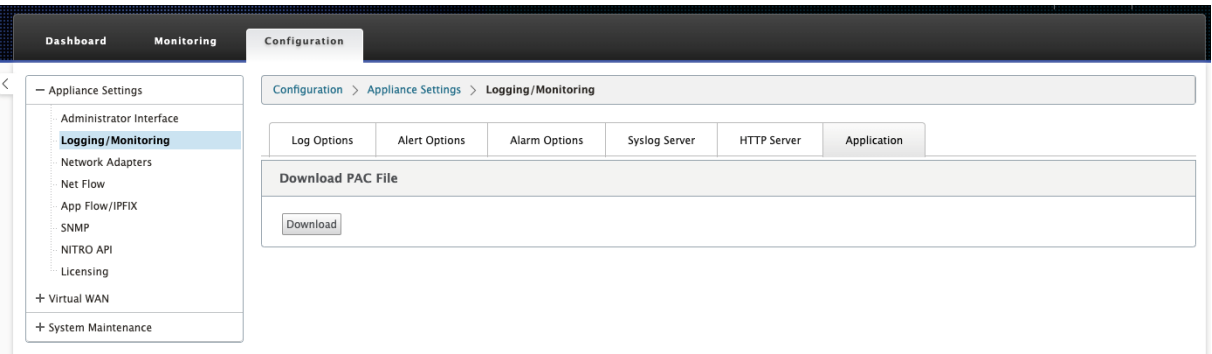 Dashboard Monitoring Configuration
Appliance Settings
Administrator Interface
Logging/Monitoring
Network Adapters
Net Flow
App Flow/IPFIX
SNMP
NITRO API
Licensing
Virtual WAN
System Maintenance
Configuration > Appliance Settings > Logging/Monitoring
Log Options Alert Options Alarm Options Syslog Server HTTP Server Application
Download PAC File
Download